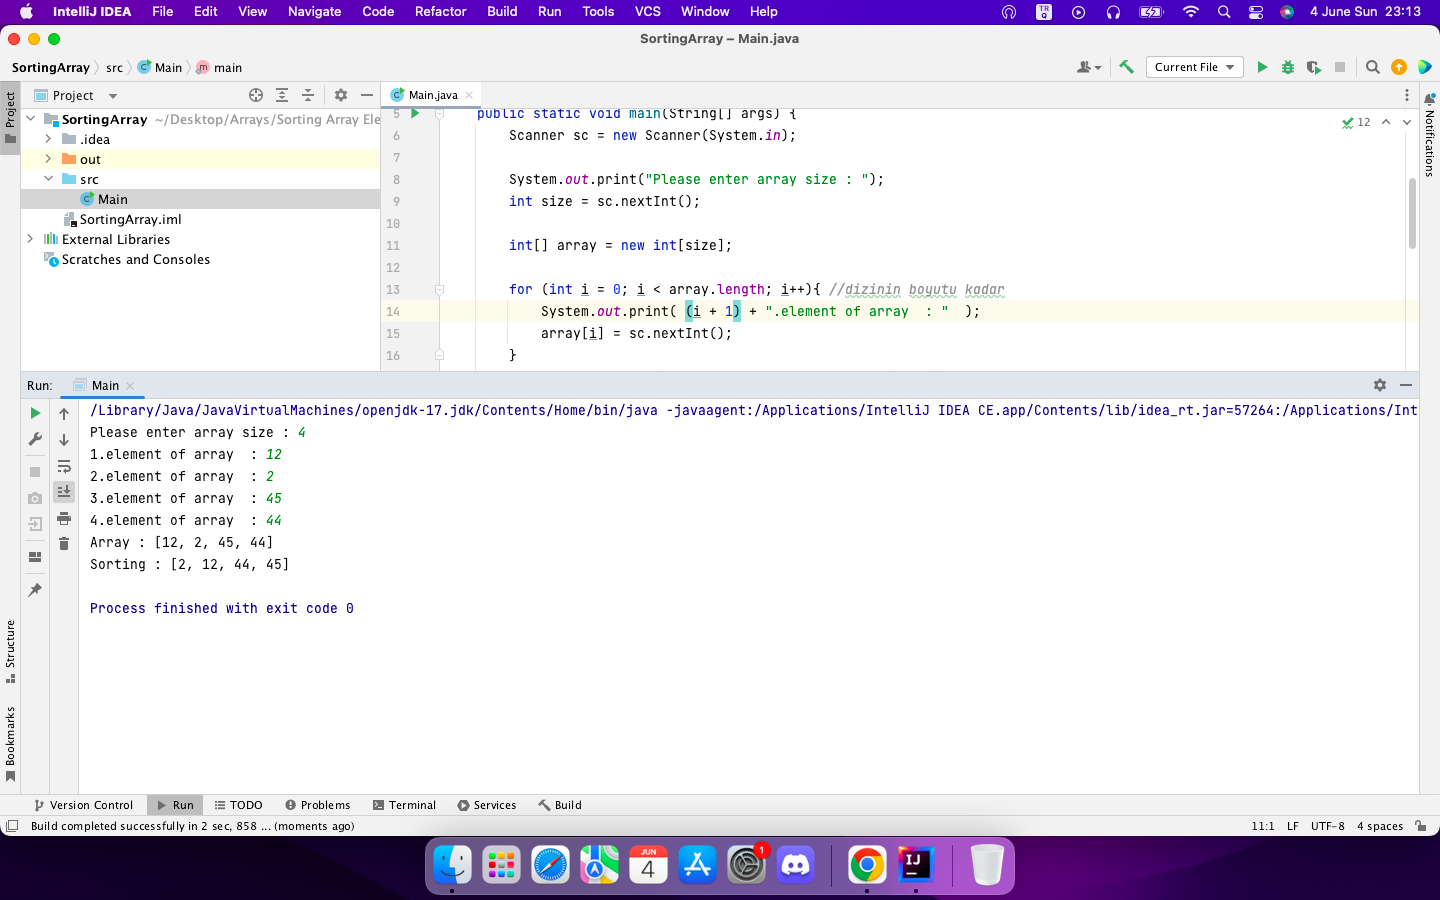 IntelliJ IDEA File Edit View Navigate Code Refactor Build Run Tools VCS Window Help TR Q 4 June Sun 23:13
SortingArray – Main.java
SortingArray src Main main Current File
Project Main.java
SortingArray ~/Desktop/Arrays/Sorting Array Ele
.idea
out
src
Main
SortingArray.iml
External Libraries
Scratches and Consoles
Project
Structure
Bookmarks
Notifications
12
5 public static void main(String[] args) {
6 Scanner sc = new Scanner(System.in);
7
8 System.out.print("Please enter array size : ");
9 int size = sc.nextInt();
10
11 int[] array = new int[size];
12
13 for (int i = 0; i < array.length; i++){ //dizinin boyutu kadar
14 System.out.print( (i + 1) + ".element of array  : "  );
15 array[i] = sc.nextInt();
16 }
Run: Main
/Library/Java/JavaVirtualMachines/openjdk-17.jdk/Contents/Home/bin/java -javaagent:/Applications/IntelliJ IDEA CE.app/Contents/lib/idea_rt.jar=57264:/Applications/Int
Please enter array size : 4
1.element of array  : 12
2.element of array  : 2
3.element of array  : 45
4.element of array  : 44
Array : [12, 2, 45, 44]
Sorting : [2, 12, 44, 45]
Process finished with exit code 0
Version Control Run TODO Problems Terminal Services Build
Build completed successfully in 2 sec, 858 ... (moments ago) 11:1 LF UTF-8 4 spaces
JUN
4
1
IJ